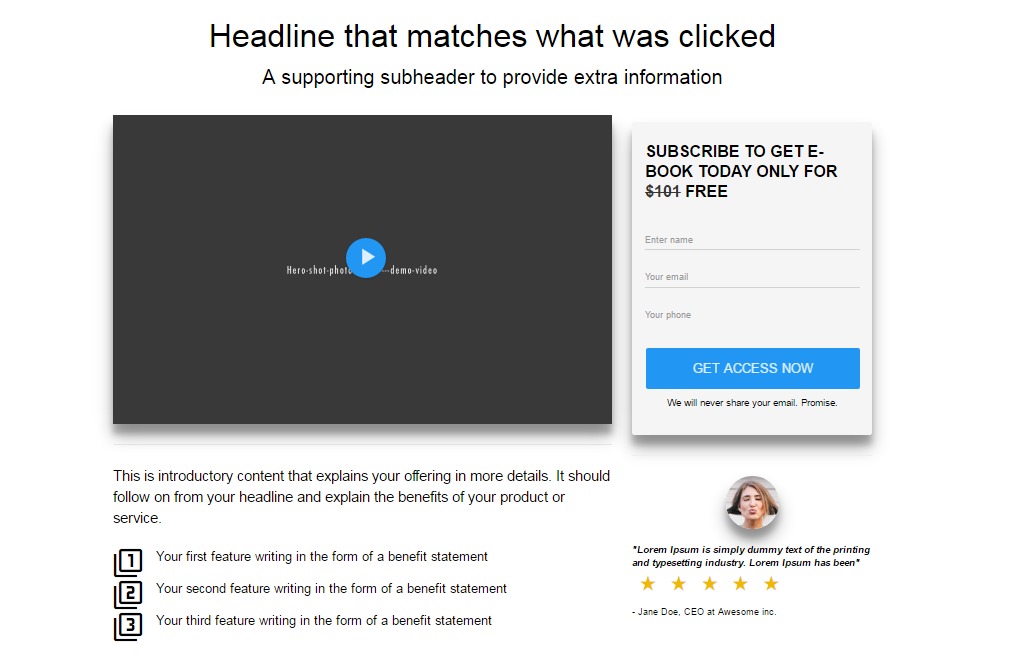 Headline that matches what was clicked
A supporting subheader to provide extra information
Hero-shot-photo---demo-video
SUBSCRIBE TO GET E-
BOOK TODAY ONLY FOR
$101 FREE
Enter name
Your email
Your phone
GET ACCESS NOW
We will never share your email. Promise.
This is introductory content that explains your offering in more details. It should
follow on from your headline and explain the benefits of your product or
service.
1 Your first feature writing in the form of a benefit statement
2 Your second feature writing in the form of a benefit statement
3 Your third feature writing in the form of a benefit statement
"Lorem Ipsum is simply dummy text of the printing
and typesetting industry. Lorem Ipsum has been"
- Jane Doe, CEO at Awesome inc.